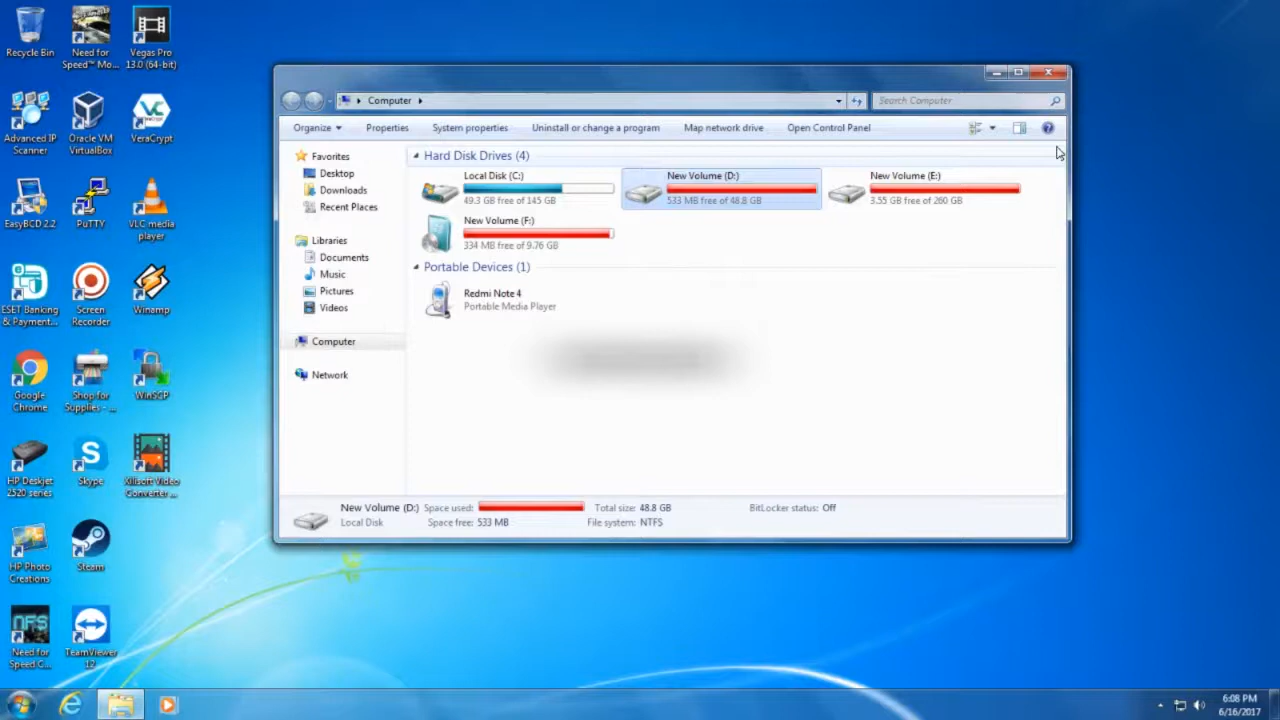 Recycle Bin
Need for
Speed™ Mo...
Vegas Pro
13.0 (64-bit)
Advanced IP
Scanner
Oracle VM
VirtualBox
VeraCrypt
EasyBCD 2.2
PuTTY
VLC media
player
ESET Banking
& Payment...
Screen
Recorder
Winamp
Google
Chrome
Shop for
Supplies - ...
WinSCP
HP Deskjet
2520 series
Skype
Xilisoft Video
Converter ...
HP Photo
Creations
Steam
Need for
Speed C...
TeamViewer
12
Computer
Search Computer
Organize
Properties
System properties
Uninstall or change a program
Map network drive
Open Control Panel
Favorites
Desktop
Downloads
Recent Places
Libraries
Documents
Music
Pictures
Videos
Computer
Network
Hard Disk Drives (4)
Local Disk (C:)
49.3 GB free of 145 GB
New Volume (D:)
533 MB free of 48.8 GB
New Volume (E:)
3.55 GB free of 260 GB
New Volume (F:)
334 MB free of 9.76 GB
Portable Devices (1)
Redmi Note 4
Portable Media Player
New Volume (D:) Space used: Total size: 48.8 GB BitLocker status: Off
Local Disk Space free: 533 MB File system: NTFS
6:08 PM
6/16/2017